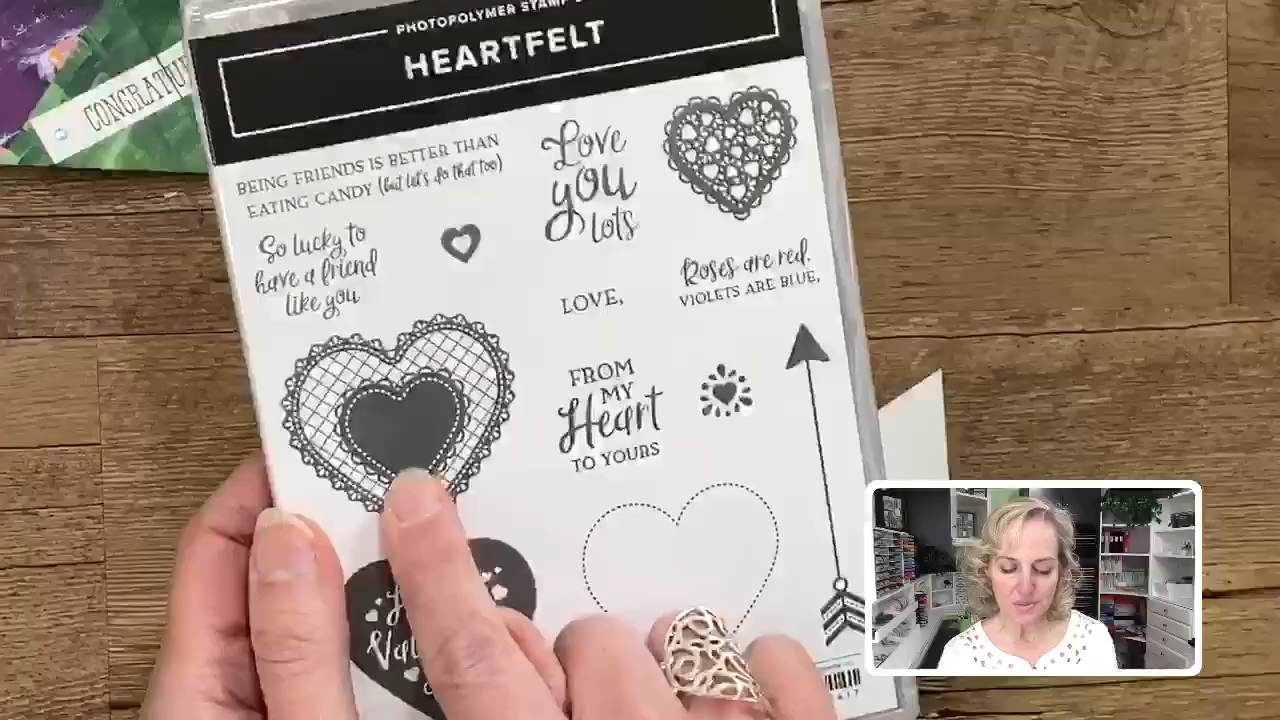 PHOTOPOLYMER STAMP
HEARTFELT
CONGRATU
BEING FRIENDS IS BETTER THAN
EATING CANDY (but let's do that too)
Love
you
lots
So lucky to
have a friend
like you
Roses are red.
VIOLETS ARE BLUE,
LOVE,
FROM
MY
Heart
TO YOURS